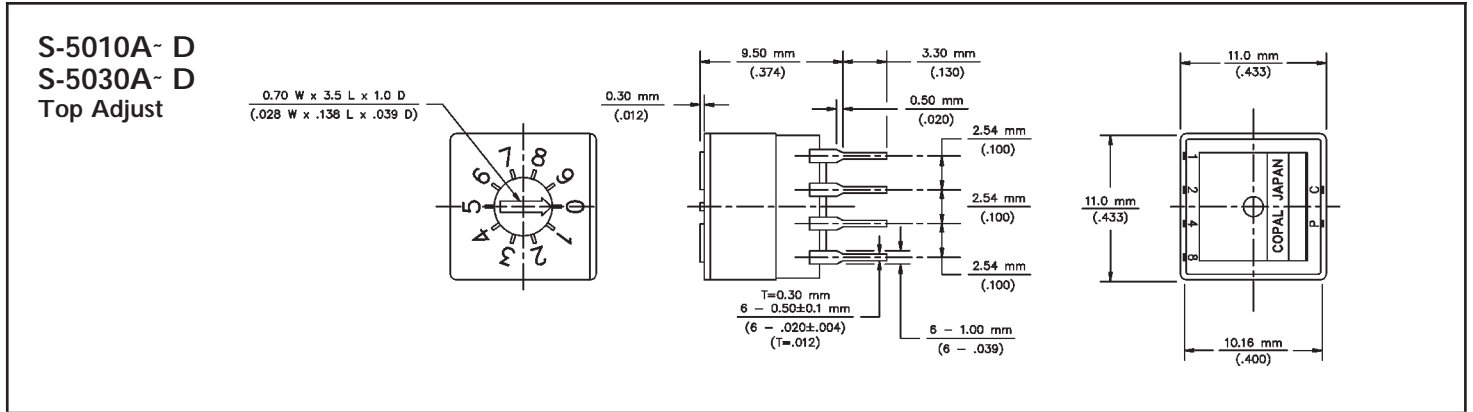 S-5010A~ D
S-5030A~ D
Top Adjust
0.70 W x 3.5 L x 1.0 D
(.028 W x .138 L x .039 D)
7 8
6 9
5 0
4 1
3 2
9.50 mm
(.374)
3.30 mm
(.130)
0.30 mm
(.012)
0.50 mm
(.020)
2.54 mm
(.100)
2.54 mm
(.100)
2.54 mm
(.100)
T=0.30 mm
6 – 0.50±0.1 mm
(6 – .020±.004)
(T=.012)
6 – 1.00 mm
(6 – .039)
11.0 mm
(.433)
11.0 mm
(.433)
1
2
4
8
COPAL JAPAN
C
P
10.16 mm
(.400)